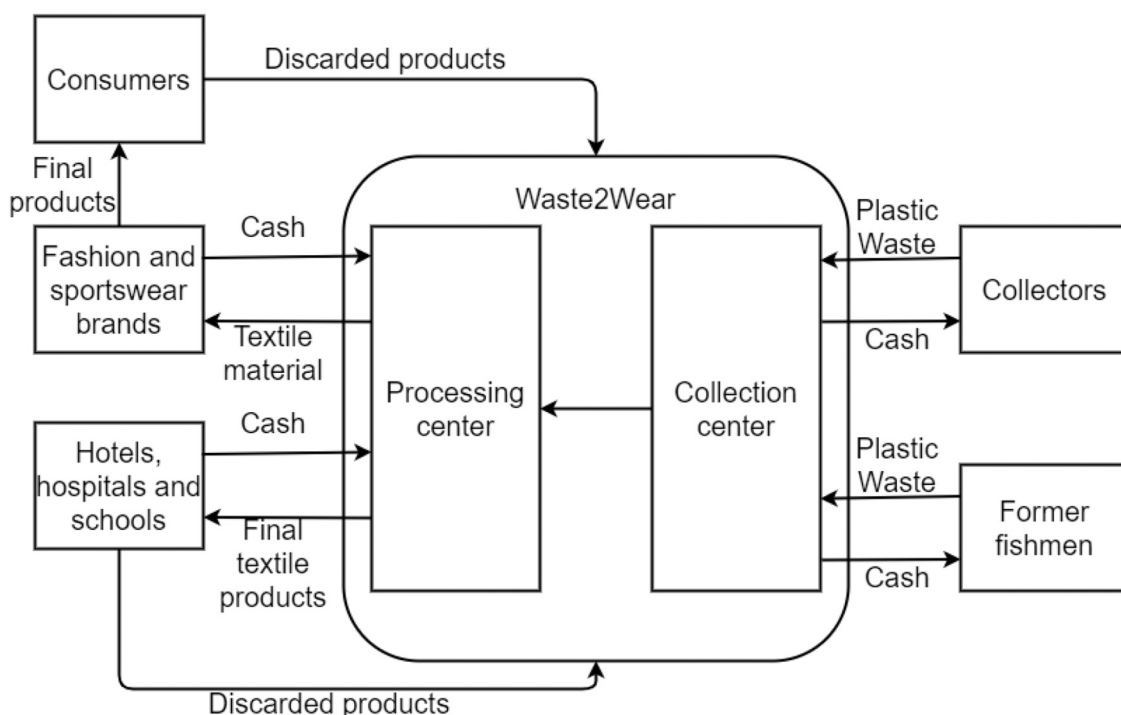 Discarded products
Consumers
Final
products
Waste2Wear
Cash
Fashion and
sportswear
brands
Textile
material
Processing
center
Collection
center
Plastic
Waste
Collectors
Cash
Cash
Hotels,
hospitals and
schools
Final
textile
products
Plastic
Waste
Former
fishmen
Cash
Discarded products